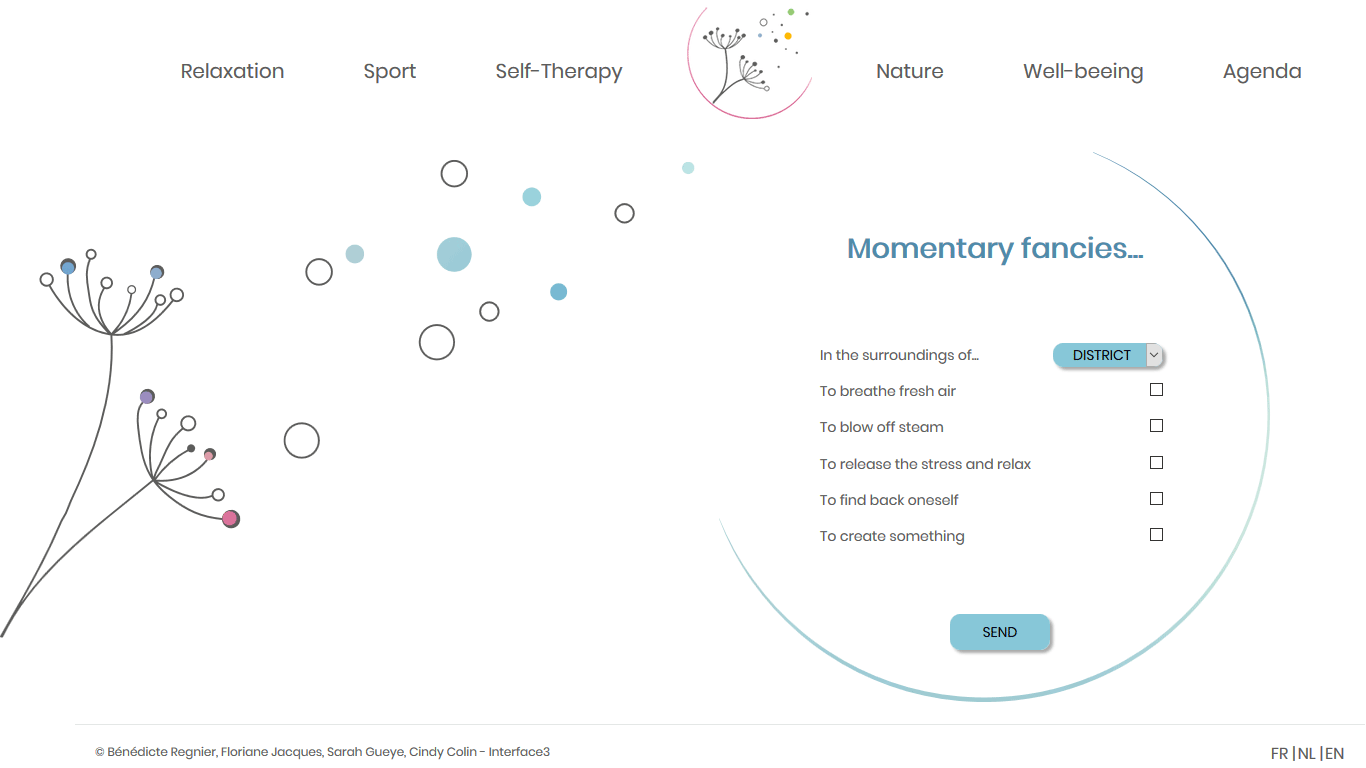 Relaxation Sport Self-Therapy Nature Well-beeing Agenda
Momentary fancies...
In the surroundings of... DISTRICT
To breathe fresh air
To blow off steam
To release the stress and relax
To find back oneself
To create something
SEND
© Bénédicte Regnier, Floriane Jacques, Sarah Gueye, Cindy Colin - Interface3 FR | NL | EN